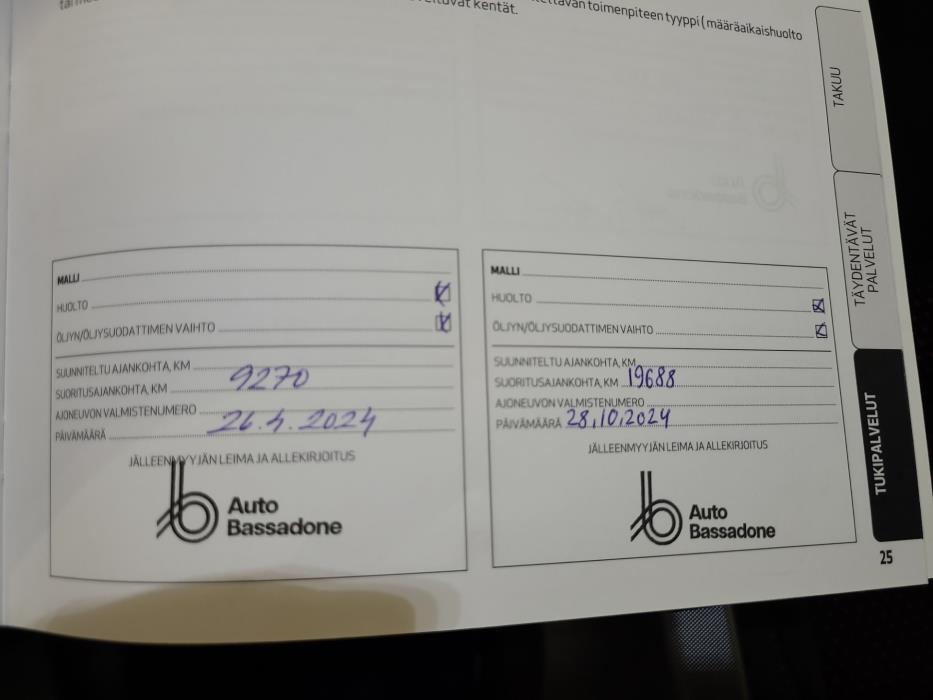 kettävän toimenpiteen tyyppi (määräaikaishuolto
kentät.
MALLI
HUOLTO
ÖLJYN/ÖLJYSUODATTIMEN VAIHTO
SUUNNITELTU AJANKOHTA, KM
SUORITUSAJANKOHTA, KM 9270
AJONEUVON VALMISTENUMERO
PÄIVÄMÄÄRÄ 26.4.2024
JÄLLEENMYYJÄN LEIMA JA ALLEKIRJOITUS
Auto
Bassadone
MALLI
HUOLTO
ÖLJYN/ÖLJYSUODATTIMEN VAIHTO
SUUNNITELTU AJANKOHTA, KM
SUORITUSAJANKOHTA, KM 19688
AJONEUVON VALMISTENUMERO
PÄIVÄMÄÄRÄ 28,10,2024
JÄLLEENMYYJÄN LEIMA JA ALLEKIRJOITUS
Auto
Bassadone
TAKUU
TÄYDENTÄVÄT
PALVELUT
TUKIPALVELUT
25